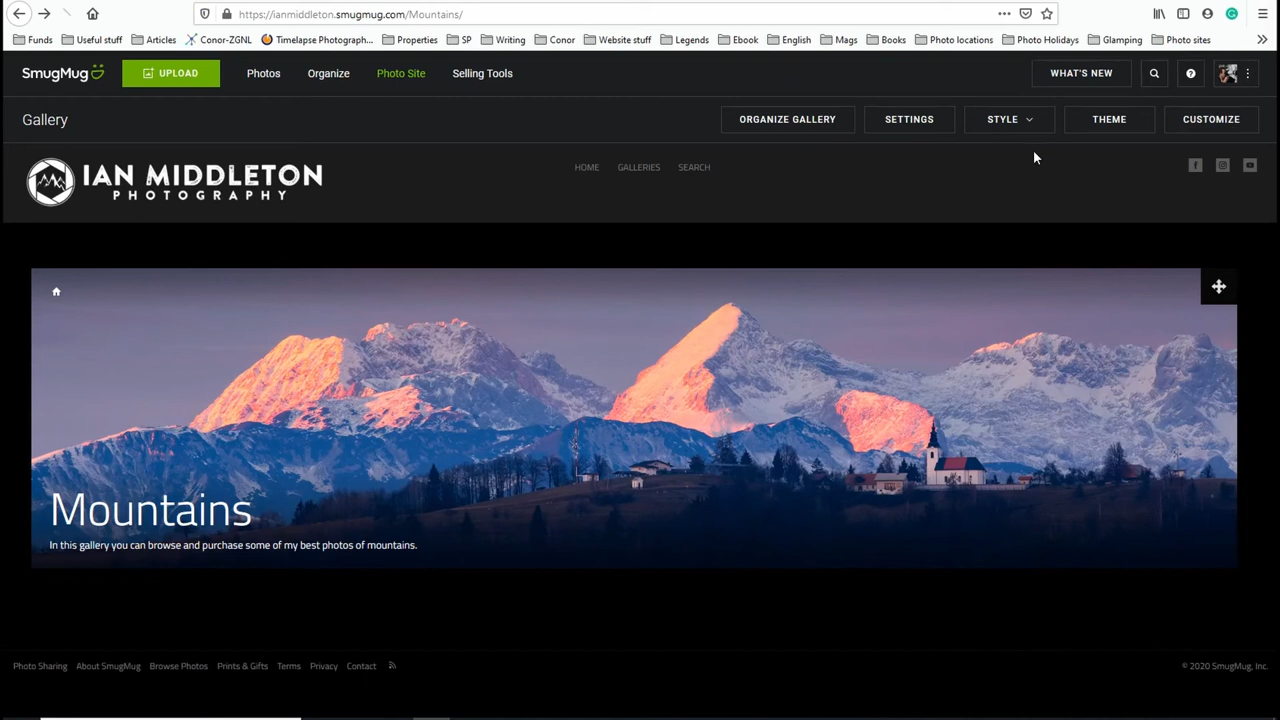 https://ianmiddleton.smugmug.com/Mountains/
Funds Useful stuff Articles Conor-ZGNL Timelapse Photograph... Properties SP Writing Conor Website stuff Legends Ebook English Mags Books Photo locations Photo Holidays Glamping Photo sites
SmugMug UPLOAD Photos Organize Photo Site Selling Tools WHAT'S NEW
Gallery ORGANIZE GALLERY SETTINGS STYLE THEME CUSTOMIZE
IAN MIDDLETON
PHOTOGRAPHY
HOME GALLERIES SEARCH
Mountains
In this gallery you can browse and purchase some of my best photos of mountains.
Photo Sharing About SmugMug Browse Photos Prints & Gifts Terms Privacy Contact © 2020 SmugMug, Inc.